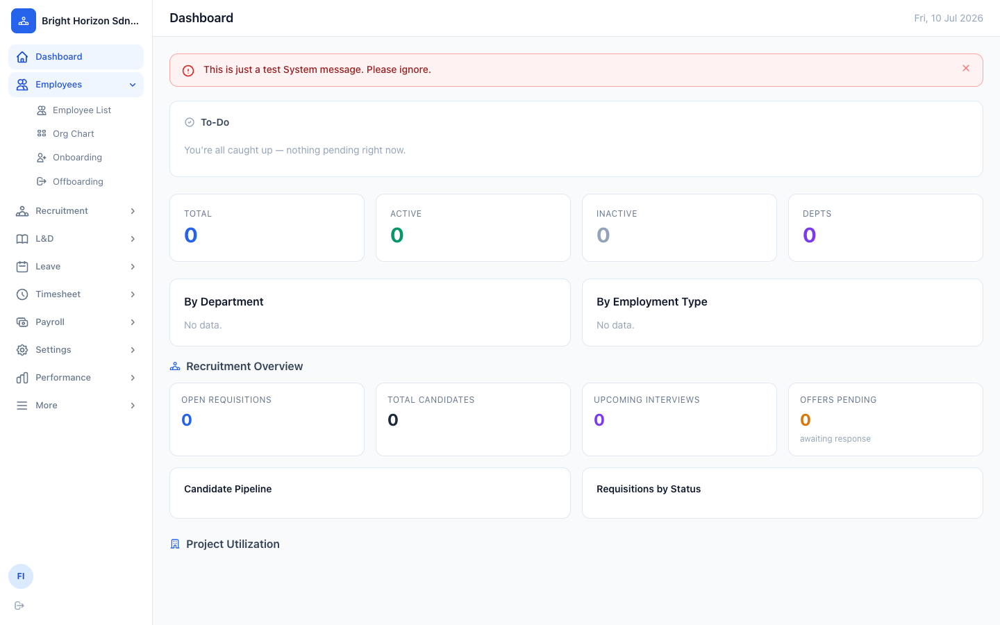 Bright Horizon Sdn...
Dashboard
Employees
Employee List
Org Chart
Onboarding
Offboarding
Recruitment
L&D
Leave
Timesheet
Payroll
Settings
Performance
More
FI
Dashboard
Fri, 10 Jul 2026
This is just a test System message. Please ignore.
To-Do
You're all caught up — nothing pending right now.
TOTAL
0
ACTIVE
0
INACTIVE
0
DEPTS
0
By Department
No data.
By Employment Type
No data.
Recruitment Overview
OPEN REQUISITIONS
0
TOTAL CANDIDATES
0
UPCOMING INTERVIEWS
0
OFFERS PENDING
0
awaiting response
Candidate Pipeline
Requisitions by Status
Project Utilization